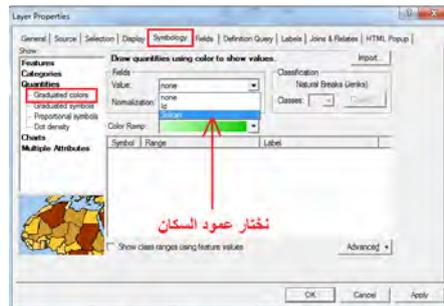 Layer Properties
General Source Selection Display Symbology Fields Definition Query Labels Joins & Relates HTML Popup
Show:
Features
Categories
Quantities
Graduated colors
Graduated symbols
Proportional symbols
Dot density
Charts
Multiple Attributes
Draw quantities using color to show values.
Import...
Fields
Value: none
none
Id
Normalization:
Color Ramp:
Classification
Natural Breaks (Jenks)
Classes:
Symbol Range Label
نختار عمود السكان
Show class ranges using feature values
Advanced
OK Cancel Apply